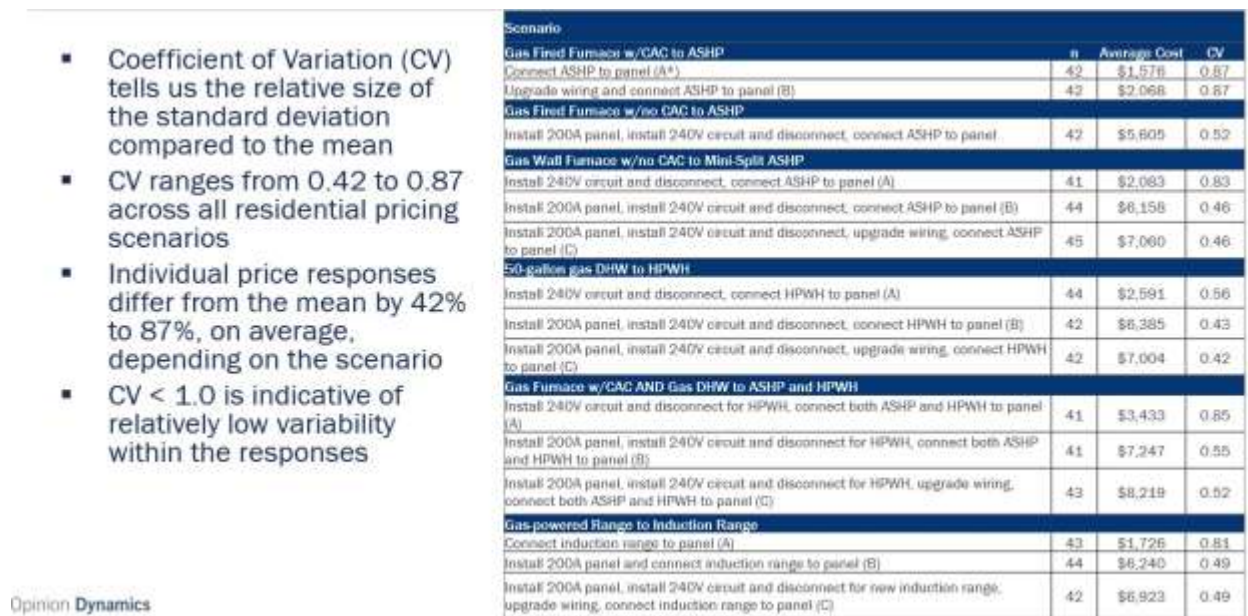 ▪ Coefficient of Variation (CV)
tells us the relative size of
the standard deviation
compared to the mean
▪ CV ranges from 0.42 to 0.87
across all residential pricing
scenarios
▪ Individual price responses
differ from the mean by 42%
to 87%, on average,
depending on the scenario
▪ CV < 1.0 is indicative of
relatively low variability
within the responses
Scenario
Gas Fired Furnace w/CAC to ASHP n Average Cost CV
Connect ASHP to panel (A*) 42 $1,576 0.87
Upgrade wiring and connect ASHP to panel (B) 42 $2,068 0.87
Gas Fired Furnace w/no CAC to ASHP
Install 200A panel, install 240V circuit and disconnect, connect ASHP to panel 42 $5,605 0.52
Gas Wall Furnace w/no CAC to Mini-Split ASHP
Install 240V circuit and disconnect, connect ASHP to panel (A) 41 $2,083 0.83
Install 200A panel, install 240V circuit and disconnect, connect ASHP to panel (B) 44 $6,158 0.46
Install 200A panel, install 240V circuit and disconnect, upgrade wiring, connect ASHP
to panel (C) 45 $7,060 0.46
50-gallon gas DHW to HPWH
Install 240V circuit and disconnect, connect HPWH to panel (A) 44 $2,591 0.56
Install 200A panel, install 240V circuit and disconnect, connect HPWH to panel (B) 42 $6,385 0.43
Install 200A panel, install 240V circuit and disconnect, upgrade wiring, connect HPWH
to panel (C) 42 $7,004 0.42
Gas Furnace w/CAC AND Gas DHW to ASHP and HPWH
Install 240V circuit and disconnect for HPWH, connect both ASHP and HPWH to panel
(A) 41 $3,433 0.85
Install 200A panel, install 240V circuit and disconnect for HPWH, connect both ASHP
and HPWH to panel (B) 41 $7,247 0.55
Install 200A panel, install 240V circuit and disconnect for HPWH, upgrade wiring,
connect both ASHP and HPWH to panel (C) 43 $8,219 0.52
Gas-powered Range to Induction Range
Connect induction range to panel (A) 43 $1,726 0.81
Install 200A panel and connect induction range to panel (B) 44 $6,240 0.49
Install 200A panel, install 240V circuit and disconnect for new induction range,
upgrade wiring, connect induction range to panel (C) 42 $6,923 0.49
Opinion Dynamics